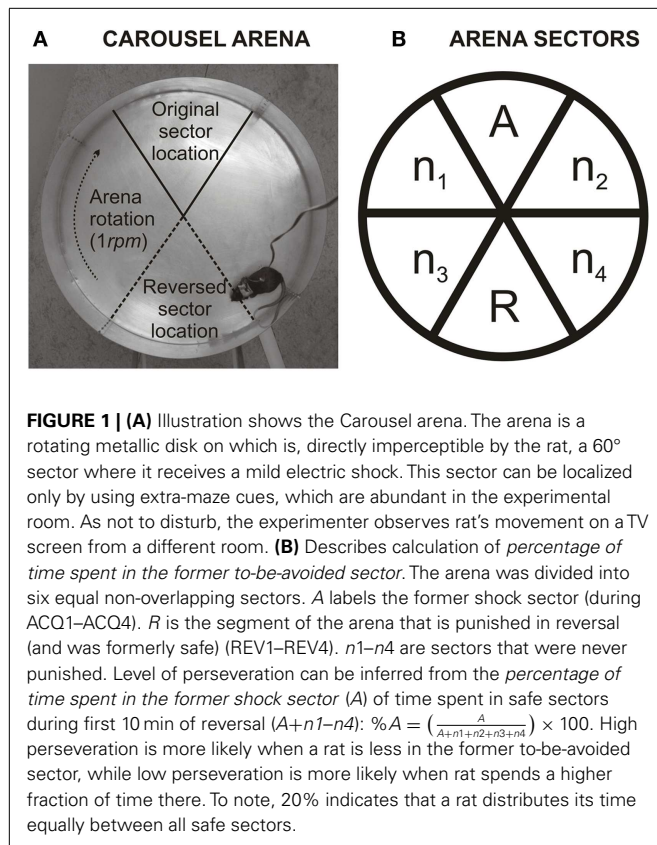 A CAROUSEL ARENA
B ARENA SECTORS
Original
sector
location
Arena
rotation
(1rpm)
Reversed
sector
location
A
n₁
n₂
n₃
n₄
R
FIGURE 1 | (A) Illustration shows the Carousel arena. The arena is a
rotating metallic disk on which is, directly imperceptible by the rat, a 60°
sector where it receives a mild electric shock. This sector can be localized
only by using extra-maze cues, which are abundant in the experimental
room. As not to disturb, the experimenter observes rat's movement on a TV
screen from a different room. (B) Describes calculation of percentage of
time spent in the former to-be-avoided sector. The arena was divided into
six equal non-overlapping sectors. A labels the former shock sector (during
ACQ1–ACQ4). R is the segment of the arena that is punished in reversal
(and was formerly safe) (REV1–REV4). n1–n4 are sectors that were never
punished. Level of perseveration can be inferred from the percentage of
time spent in the former shock sector (A) of time spent in safe sectors
during first 10 min of reversal (A+n1–n4): %A = (A/(A+n1+n2+n3+n4)) × 100. High
perseveration is more likely when a rat is less in the former to-be-avoided
sector, while low perseveration is more likely when rat spends a higher
fraction of time there. To note, 20% indicates that a rat distributes its time
equally between all safe sectors.